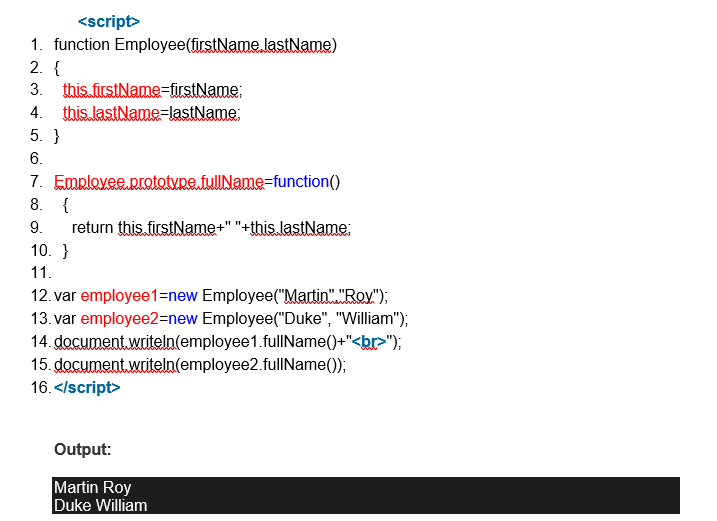 <script>
1. function Employee(firstName,lastName)
2. {
3. this.firstName=firstName;
4. this.lastName=lastName;
5. }
6.
7. Employee.prototype.fullName=function()
8. {
9. return this.firstName+" "+this.lastName;
10. }
11.
12. var employee1=new Employee("Martin","Roy");
13. var employee2=new Employee("Duke", "William");
14. document.writeln(employee1.fullName()+"<br>");
15. document.writeln(employee2.fullName());
16. </script>
Output:
Martin Roy
Duke William